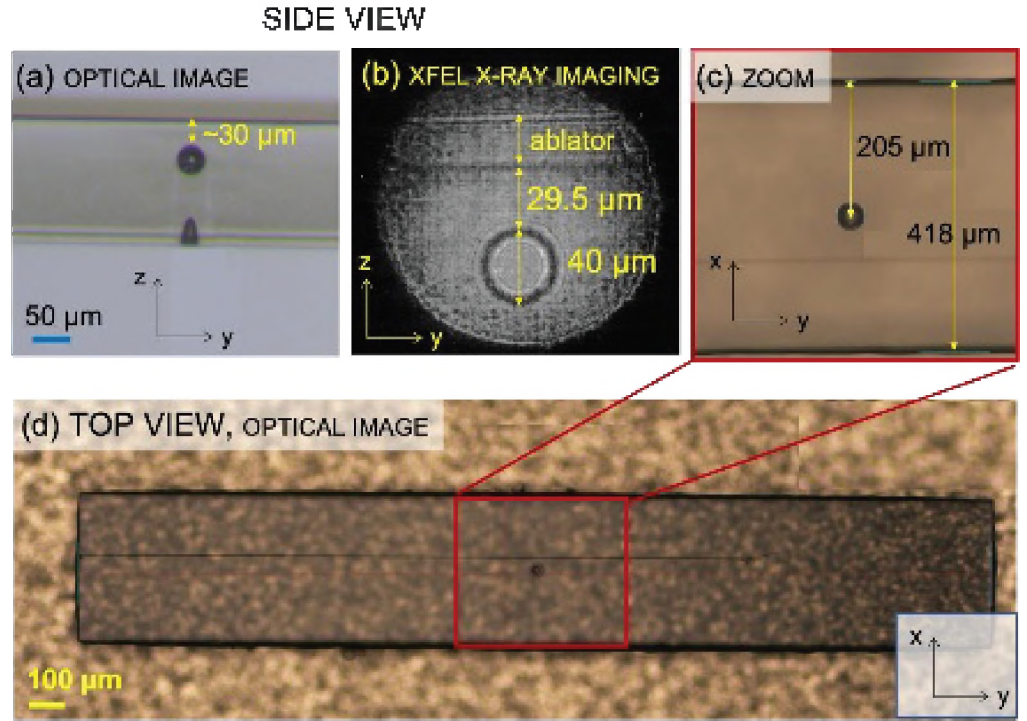 SIDE VIEW
(a) OPTICAL IMAGE
~30 µm
z
y
50 µm
(b) XFEL X-RAY IMAGING
ablator
29.5 µm
40 µm
z
y
(c) ZOOM
205 µm
418 µm
x
y
(d) TOP VIEW, OPTICAL IMAGE
100 µm
x
y